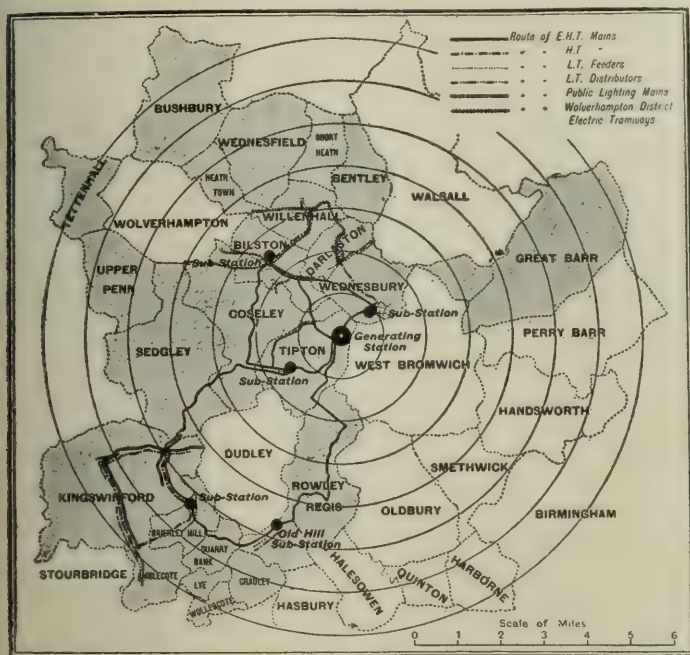 Route of E.H.T. Mains
" " H.T "
" " L.T. Feeders
" " L.T. Distributors
" " Public Lighting Mains
" " Wolverhampton District
Electric Tramways
BUSHBURY
WEDNESFIELD
SHORT
HEATH
TETTENHALL
HEATH
TOWN
BENTLEY
WALSALL
WOLVERHAMPTON
WILLENHALL
BILSTON
Sub-Station
DARLASTON
GREAT BARR
UPPER
PENN
WEDNESBURY
COSELEY
Sub-Station
Generating
Station
PERRY BARR
SEDGLEY
TIPTON
WEST BROMWICH
Sub-Station
HANDSWORTH
DUDLEY
SMETHWICK
KINGSWINFORD
Sub-Station
ROWLEY
REGIS
OLDBURY
BIRMINGHAM
BRIERLEY HILL
Old Hill
Sub-Station
QUARRY
BANK
STOURBRIDGE
AMBLECOTE
LYE
CRADLEY
HALESOWEN
QUINTON
HARBORNE
WOLLESCOTE
HASBURY
Scale of Miles
0 1 2 3 4 5 6